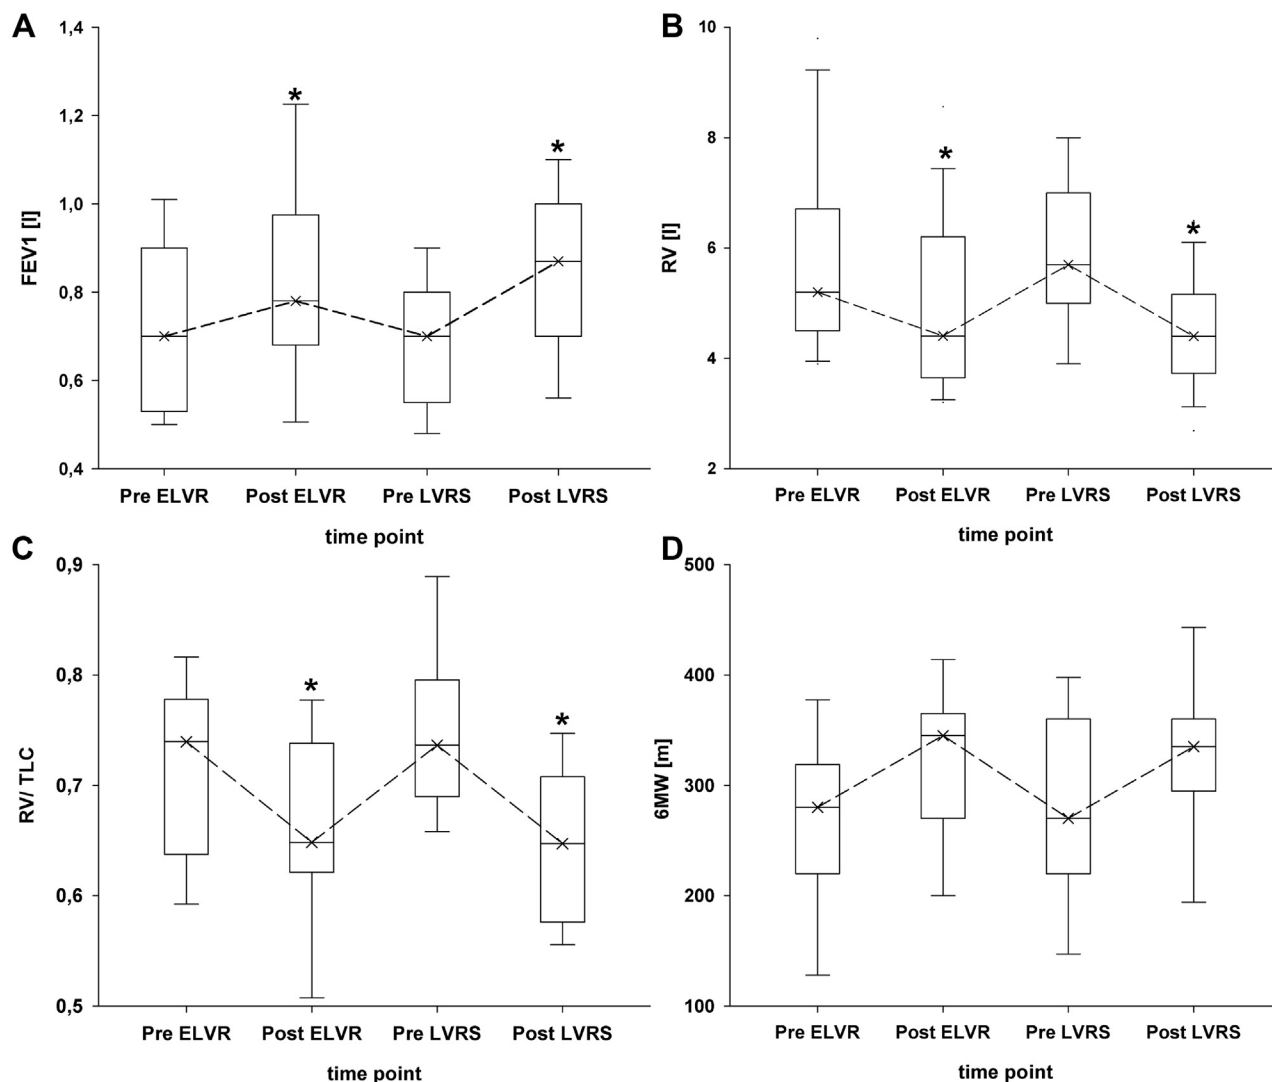 A
1,4
1,2
1,0
0,8
0,6
0,4
FEV1 [l]
*
*
Pre ELVR Post ELVR Pre LVRS Post LVRS
time point
B
10
8
6
4
2
RV [l]
*
*
Pre ELVR Post ELVR Pre LVRS Post LVRS
time point
C
0,9
0,8
0,7
0,6
0,5
RV/ TLC
*
*
Pre ELVR Post ELVR Pre LVRS Post LVRS
time point
D
500
400
300
200
100
6MW [m]
Pre ELVR Post ELVR Pre LVRS Post LVRS
time point